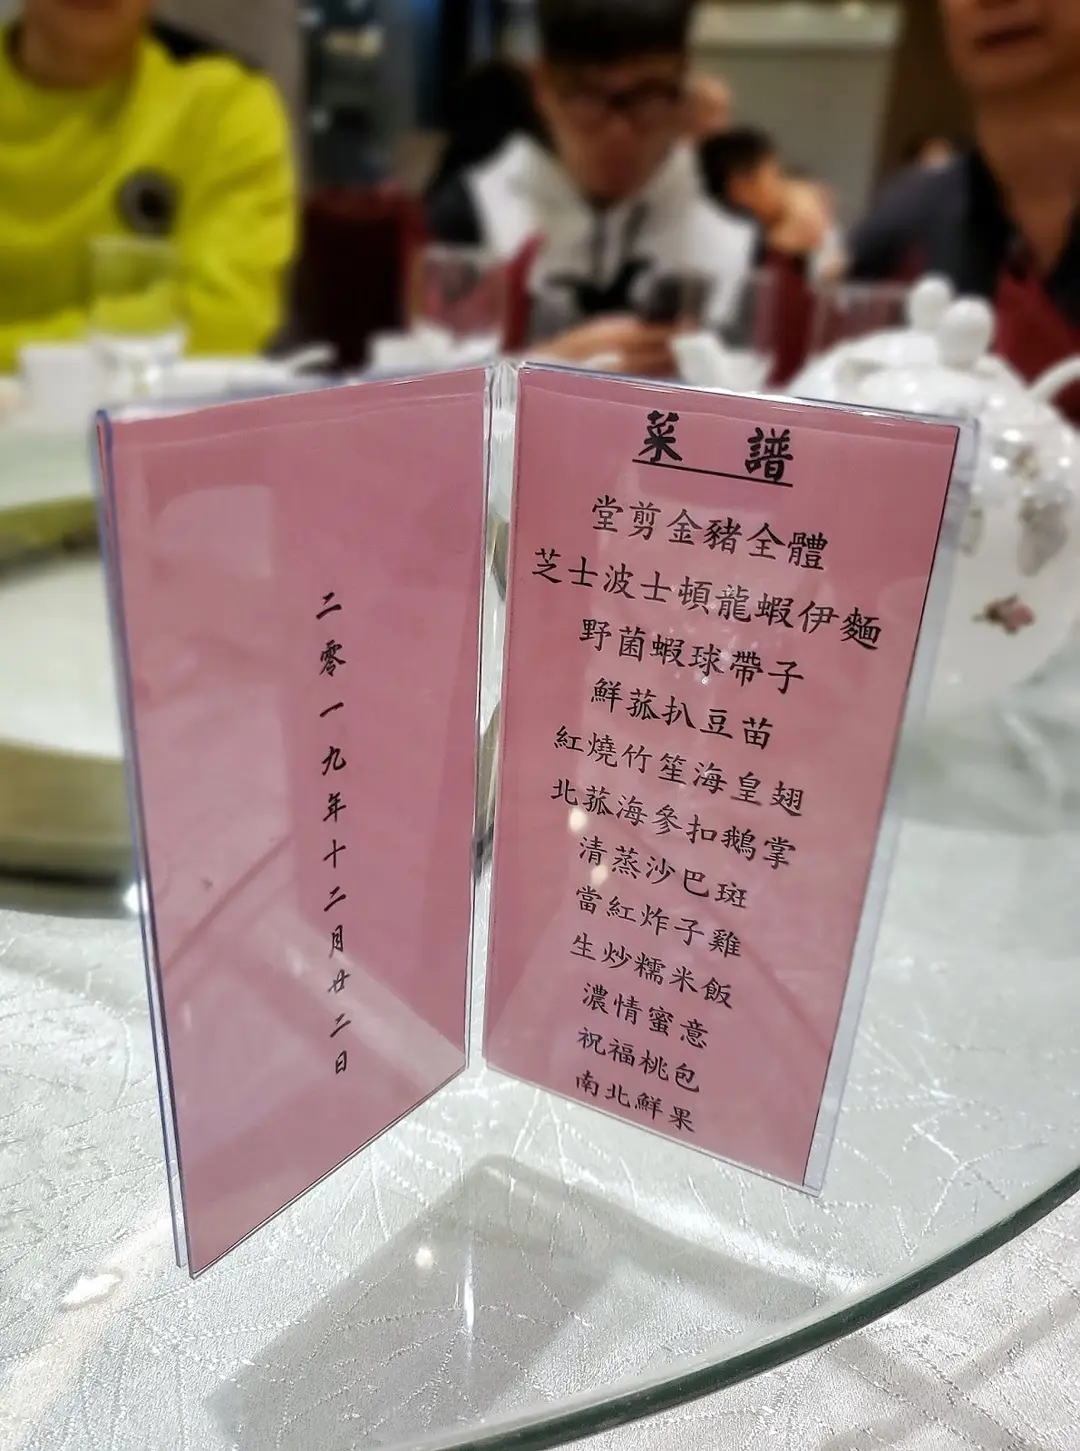 二零一九年十二月廿二日
菜 譜
堂剪金豬全體
芝士波士頓龍蝦伊麵
野菌蝦球帶子
鮮菰扒豆苗
紅燒竹笙海皇翅
北菰海參扣鵝掌
清蒸沙巴斑
當紅炸子雞
生炒糯米飯
濃情蜜意
祝福桃包
南北鮮果